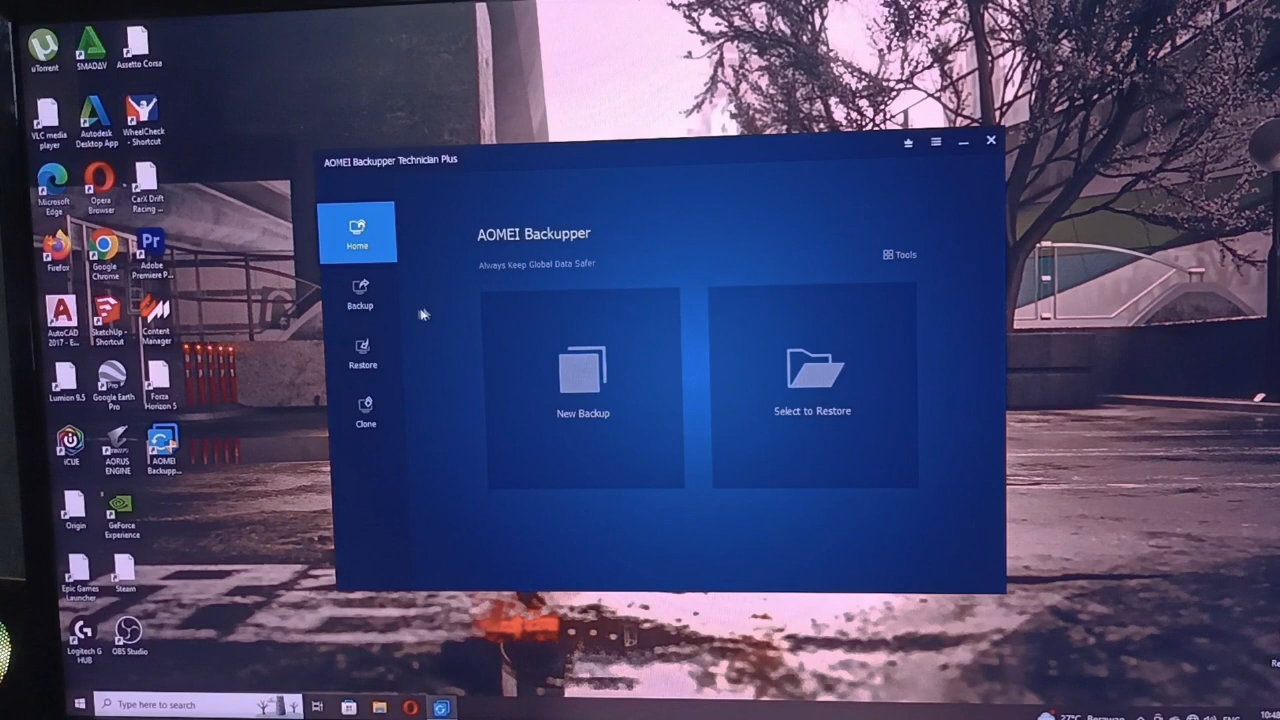 uTorrent
SMADAV
Assetto Corsa
VLC media
player
Autodesk
Desktop App
WheelCheck
- Shortcut
Microsoft
Edge
Opera
Browser
CarX Drift
Racing ...
Firefox
Google
Chrome
Adobe
Premiere P...
AutoCAD
2017 - E...
SketchUp -
Shortcut
Content
Manager
Lumion 9.5
Google Earth
Pro
Forza
Horizon 5
iCUE
AORUS
ENGINE
AOMEI
Backupp...
Origin
GeForce
Experience
Epic Games
Launcher
Steam
Logitech G
HUB
OBS Studio
AOMEI Backupper Technician Plus
Home
Backup
Restore
Clone
AOMEI Backupper
Always Keep Global Data Safer
Tools
New Backup
Select to Restore
Type here to search
27°C Berawan
ENG